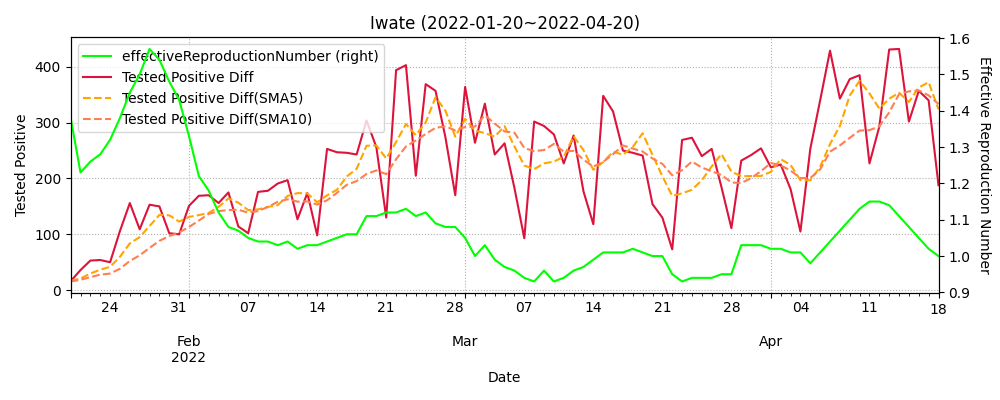 Iwate (2022-01-20~2022-04-20)
effectiveReproductionNumber (right)
Tested Positive Diff
Tested Positive Diff(SMA5)
Tested Positive Diff(SMA10)
Tested Positive
400
300
200
100
0
1.6
1.5
1.4
1.3
1.2
1.1
1.0
0.9
Effective Reproduction Number
24 31 07 14 21 28 07 14 21 28 04 11 18
Feb Mar Apr
2022
Date